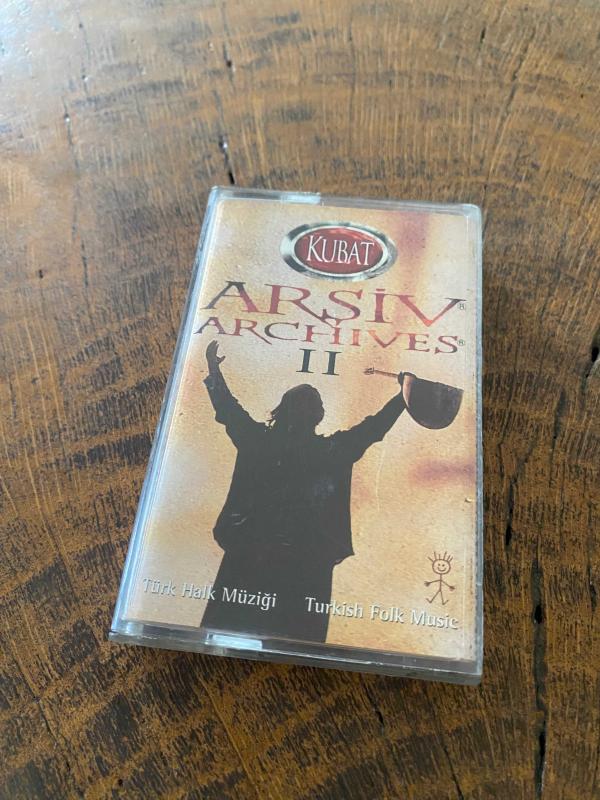 KUBAT
ARŞİV®
ARCHIVES®
II
Türk Halk Müziği Turkish Folk Music